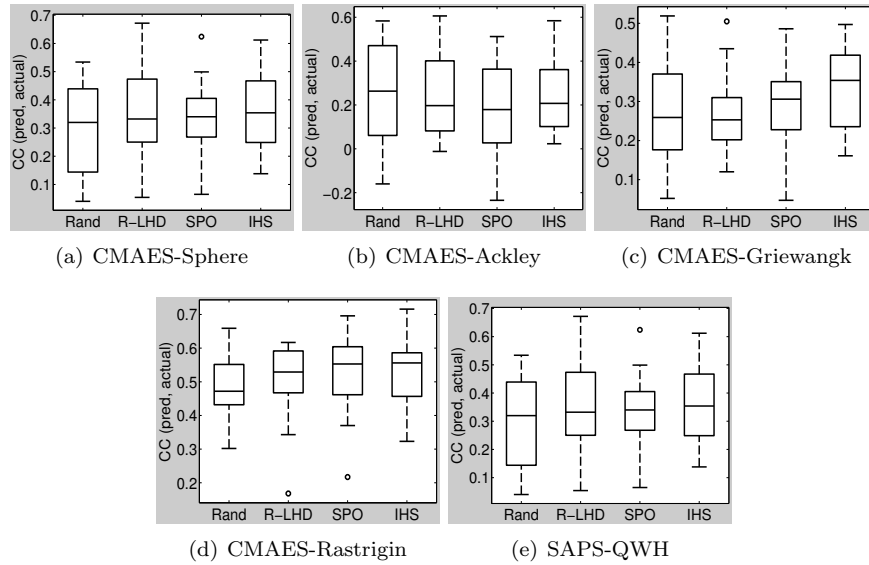 CC (pred, actual)
0.7
0.6
0.5
0.4
0.3
0.2
0.1
Rand R−LHD SPO IHS
(a) CMAES-Sphere
CC (pred, actual)
0.6
0.4
0.2
0
−0.2
Rand R−LHD SPO IHS
(b) CMAES-Ackley
CC (pred, actual)
0.5
0.4
0.3
0.2
0.1
Rand R−LHD SPO IHS
(c) CMAES-Griewangk
CC (pred, actual)
0.7
0.6
0.5
0.4
0.3
0.2
Rand R−LHD SPO IHS
(d) CMAES-Rastrigin
CC (pred, actual)
0.7
0.6
0.5
0.4
0.3
0.2
0.1
Rand R−LHD SPO IHS
(e) SAPS-QWH